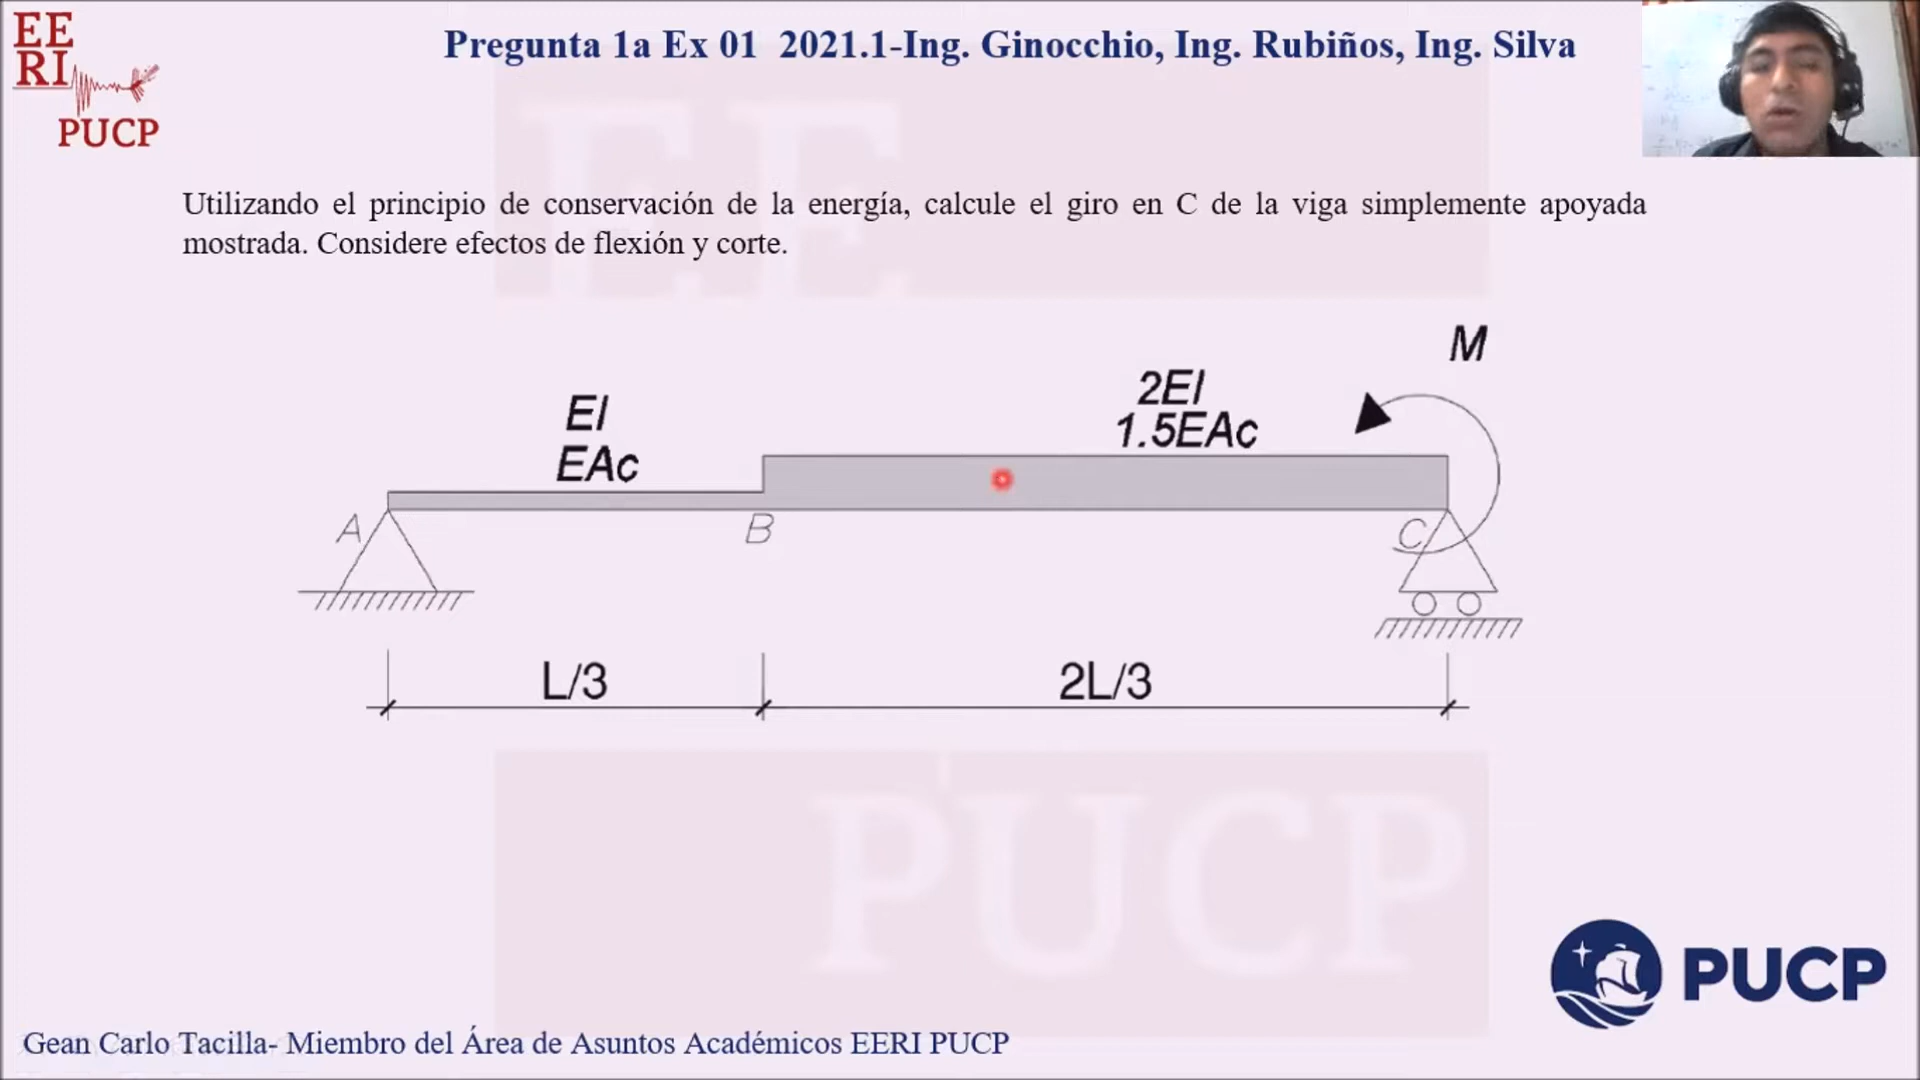 EE
RI
PUCP
Pregunta 1a Ex 01 2021.1-Ing. Ginocchio, Ing. Rubiños, Ing. Silva
Utilizando el principio de conservación de la energía, calcule el giro en C de la viga simplemente apoyada
mostrada. Considere efectos de flexión y corte.
EE
M
EI
EAc
2EI
1.5EAc
A
B
C
L/3
2L/3
PUCP
PUCP
Gean Carlo Tacilla- Miembro del Área de Asuntos Académicos EERI PUCP